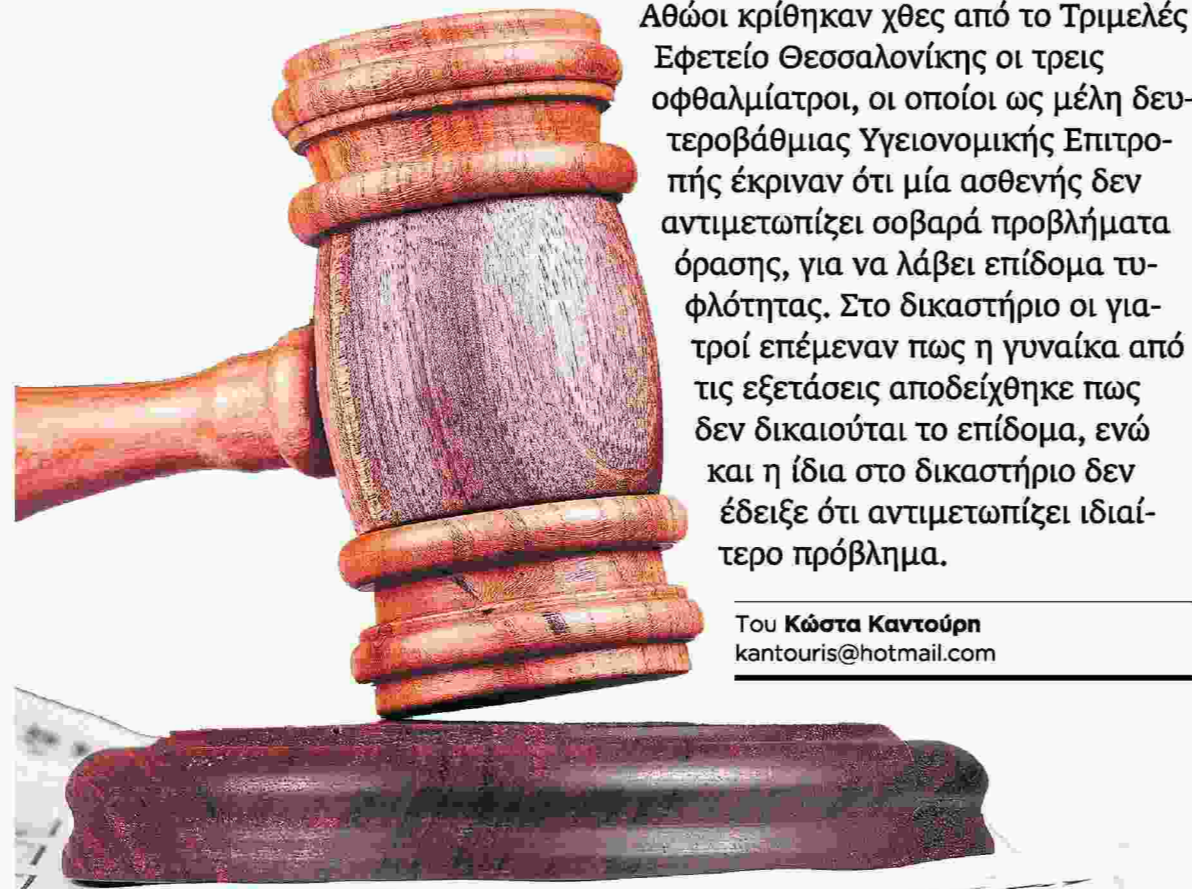 Αθώοι κρίθηκαν χθες από το Τριμελές
Εφετείο Θεσσαλονίκης οι τρεις
οφθαλμίατροι, οι οποίοι ως μέλη δευ-
τεροβάθμιας Υγειονομικής Επιτρο-
πής έκριναν ότι μία ασθενής δεν
αντιμετωπίζει σοβαρά προβλήματα
όρασης, για να λάβει επίδομα τυ-
φλότητας. Στο δικαστήριο οι για-
τροί επέμεναν πως η γυναίκα από
τις εξετάσεις αποδείχθηκε πως
δεν δικαιούται το επίδομα, ενώ
και η ίδια στο δικαστήριο δεν
έδειξε ότι αντιμετωπίζει ιδιαί-
τερο πρόβλημα.
Του Κώστα Καντούρη
kantouris@hotmail.com